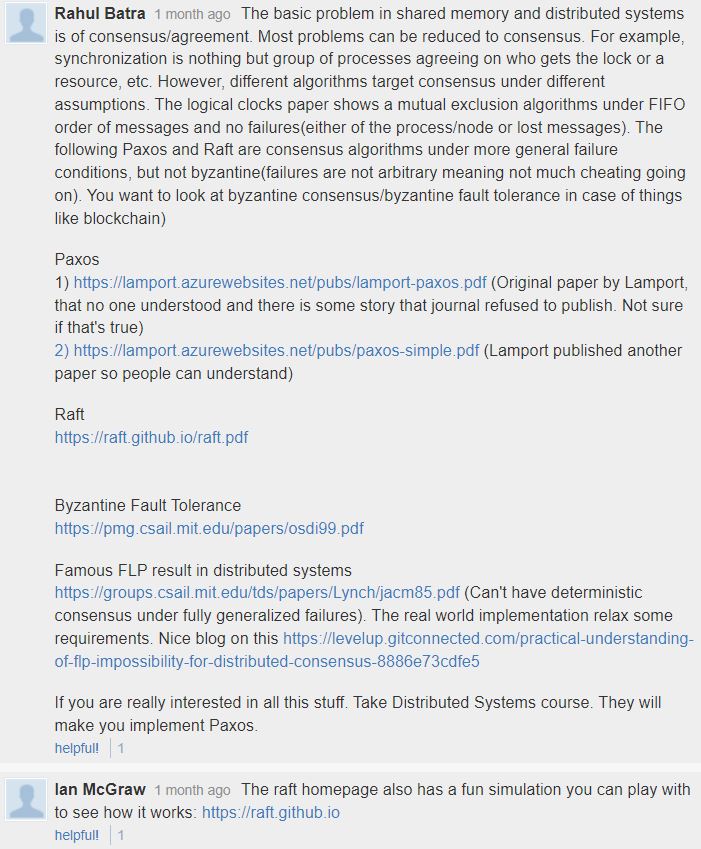 Rahul Batra 1 month ago The basic problem in shared memory and distributed systems
is of consensus/agreement. Most problems can be reduced to consensus. For example,
synchronization is nothing but group of processes agreeing on who gets the lock or a
resource, etc. However, different algorithms target consensus under different
assumptions. The logical clocks paper shows a mutual exclusion algorithms under FIFO
order of messages and no failures(either of the process/node or lost messages). The
following Paxos and Raft are consensus algorithms under more general failure
conditions, but not byzantine(failures are not arbitrary meaning not much cheating going
on). You want to look at byzantine consensus/byzantine fault tolerance in case of things
like blockchain)
Paxos
1) https://lamport.azurewebsites.net/pubs/lamport-paxos.pdf (Original paper by Lamport,
that no one understood and there is some story that journal refused to publish. Not sure
if that's true)
2) https://lamport.azurewebsites.net/pubs/paxos-simple.pdf (Lamport published another
paper so people can understand)
Raft
https://raft.github.io/raft.pdf
Byzantine Fault Tolerance
https://pmg.csail.mit.edu/papers/osdi99.pdf
Famous FLP result in distributed systems
https://groups.csail.mit.edu/tds/papers/Lynch/jacm85.pdf (Can't have deterministic
consensus under fully generalized failures). The real world implementation relax some
requirements. Nice blog on this https://levelup.gitconnected.com/practical-understanding-
of-flp-impossibility-for-distributed-consensus-8886e73cdfe5
If you are really interested in all this stuff. Take Distributed Systems course. They will
make you implement Paxos.
helpful! 1
Ian McGraw 1 month ago The raft homepage also has a fun simulation you can play with
to see how it works: https://raft.github.io
helpful! 1